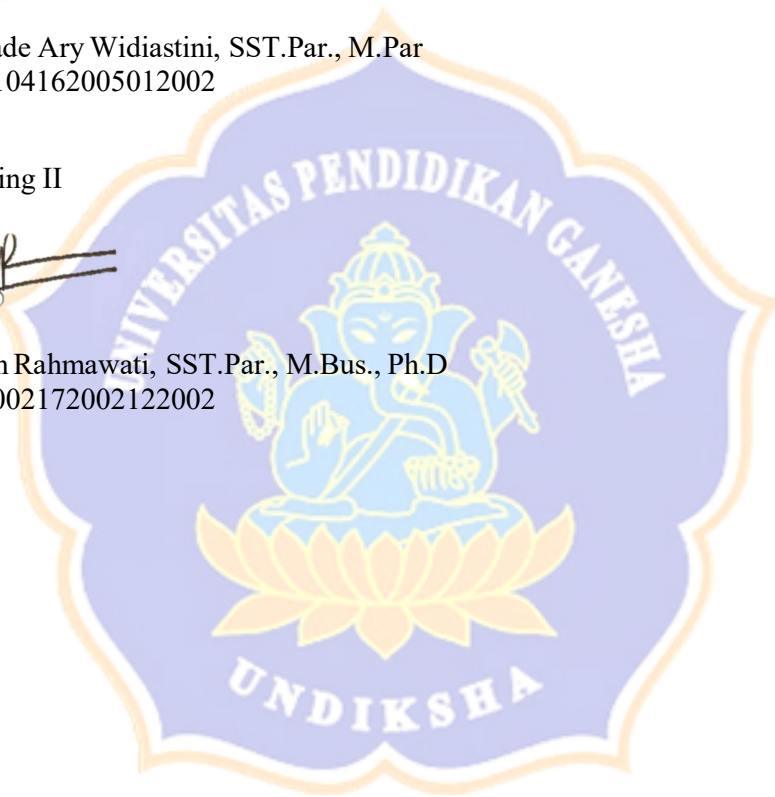 ade Ary Widiastini, SST.Par., M.Par
104162005012002
ing II
Rahmawati, SST.Par., M.Bus., Ph.D
002172002122002
UNIVERSITAS PENDIDIKAN GANESHA
UNDIKSHA